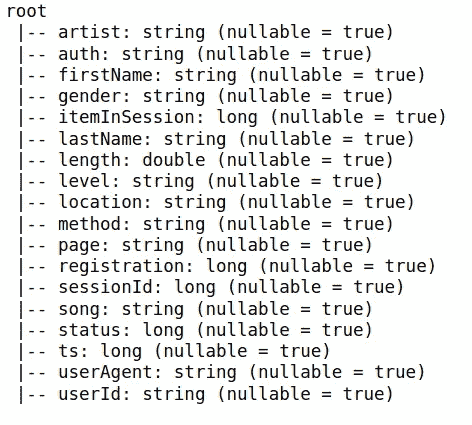 root
 |-- artist: string (nullable = true)
 |-- auth: string (nullable = true)
 |-- firstName: string (nullable = true)
 |-- gender: string (nullable = true)
 |-- itemInSession: long (nullable = true)
 |-- lastName: string (nullable = true)
 |-- length: double (nullable = true)
 |-- level: string (nullable = true)
 |-- location: string (nullable = true)
 |-- method: string (nullable = true)
 |-- page: string (nullable = true)
 |-- registration: long (nullable = true)
 |-- sessionId: long (nullable = true)
 |-- song: string (nullable = true)
 |-- status: long (nullable = true)
 |-- ts: long (nullable = true)
 |-- userAgent: string (nullable = true)
 |-- userId: string (nullable = true)